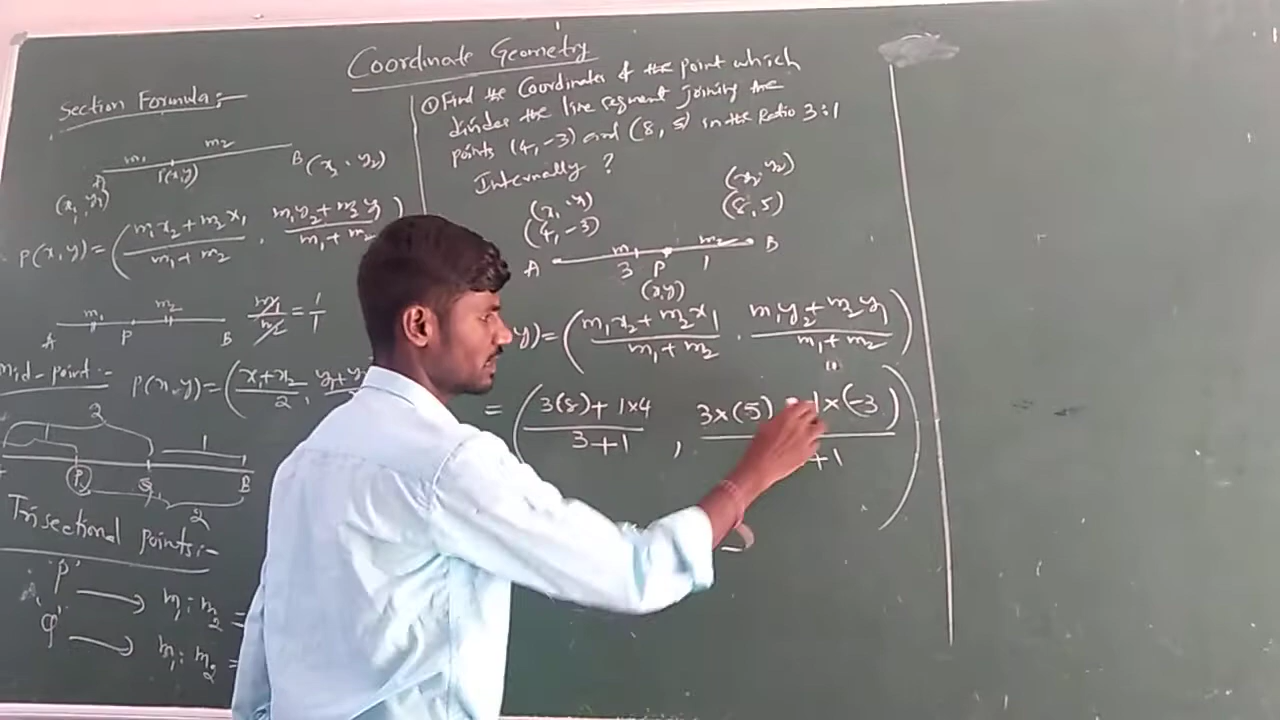 Coordinate Geometry
Section Formula:-
m₁ m₂
A P(x,y) B (x₂, y₂)
(x₁, y₁)
P(x,y) = (m₁x₂+m₂x₁ / m₁+m₂, m₁y₂+m₂y₁ / m₁+m₂)
m₁ m₂
A P B
m₁/m₂ = 1/1
Mid-point:- P(x,y) = (x₁+x₂ / 2, y₁+y₂
2 1
P Q B
2
Trisectional points:-
'P' → m₁:m₂ =
'Q' → m₁:m₂ =
① Find the Coordinates of the point which
divides the line segment joining the
points (4,-3) and (8,5) in the Ratio 3:1
Internally ?
(x₁, y₁) (x₂, y₂)
(4,-3) (8,5)
m₁ m₂
A 3 P 1 B
(x,y)
y) = (m₁x₂+m₂x₁ / m₁+m₂, m₁y₂+m₂y₁ / m₁+m₂)
= (3(8)+1×4 / 3+1, 3×(5) 1×(-3) / +1)